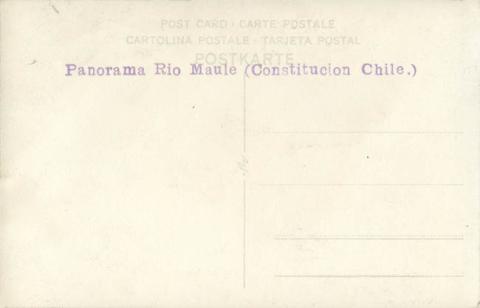 POST CARD · CARTE POSTALE
CARTOLINA POSTALE · TARJETA POSTAL
POSTKARTE
Panorama Rio Maule (Constitucion Chile.)